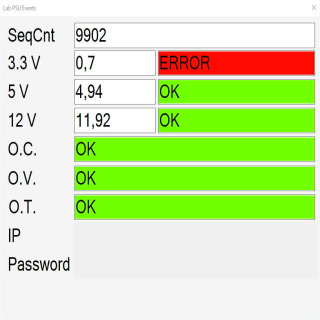 Lab PSU Events X
SeqCnt 9902
3.3 V 0,7 ERROR
5 V 4,94 OK
12 V 11,92 OK
O.C. OK
O.V. OK
O.T. OK
IP
Password